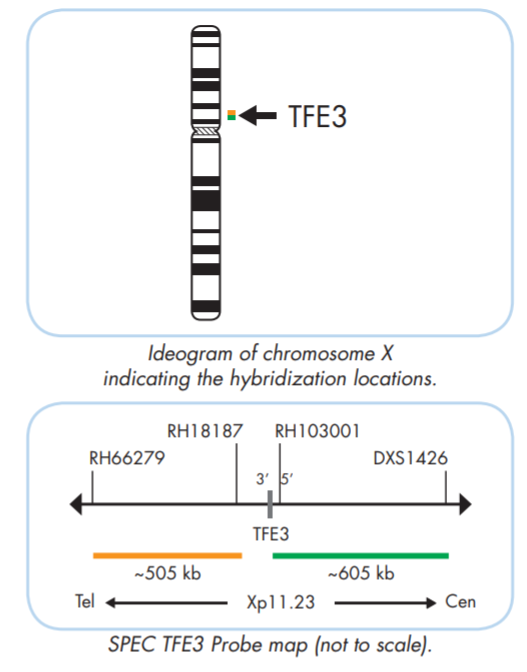 TFE3
Ideogram of chromosome X
indicating the hybridization locations.
RH18187 RH103001
RH66279 DXS1426
3’ 5’
TFE3
~505 kb ~605 kb
Tel Xp11.23 Cen
SPEC TFE3 Probe map (not to scale).